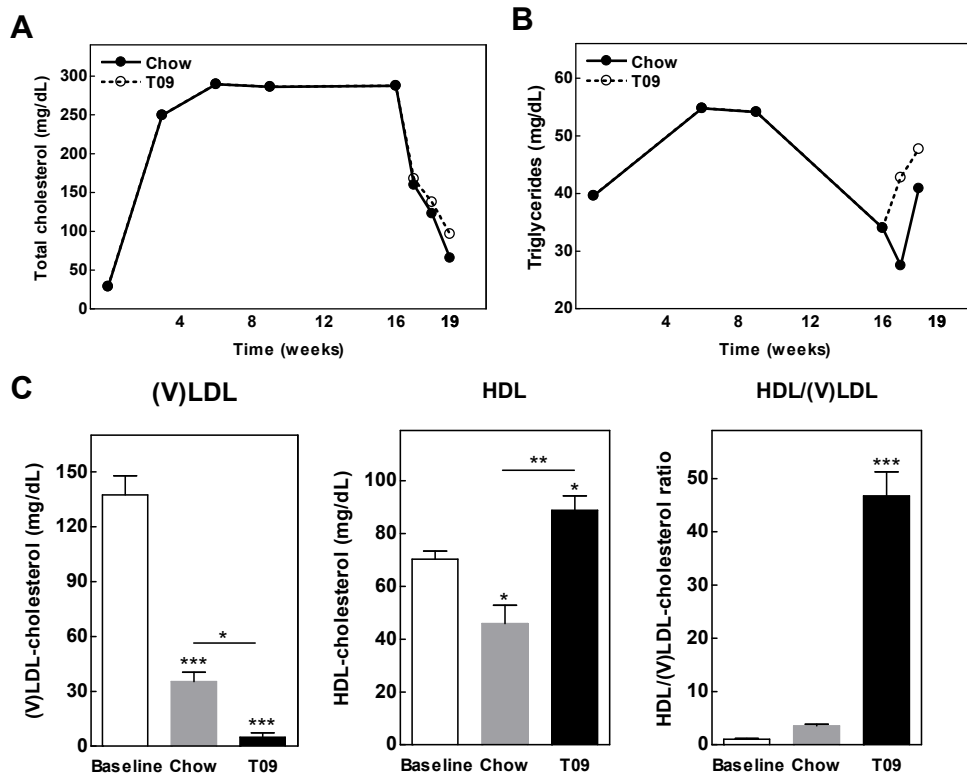 A
Chow
T09
Total cholesterol (mg/dL)
300
250
200
150
100
50
0
4 8 12 16 19
Time (weeks)
B
Chow
T09
Triglycerides (mg/dL)
60
50
40
30
20
4 8 12 16 19
Time (weeks)
C
(V)LDL
(V)LDL-cholesterol (mg/dL)
150
120
90
60
30
0
*
***
***
Baseline Chow T09
HDL
HDL-cholesterol (mg/dL)
100
80
60
40
20
0
**
*
*
Baseline Chow T09
HDL/(V)LDL
HDL/(V)LDL-cholesterol ratio
50
40
30
20
10
0
***
Baseline Chow T09